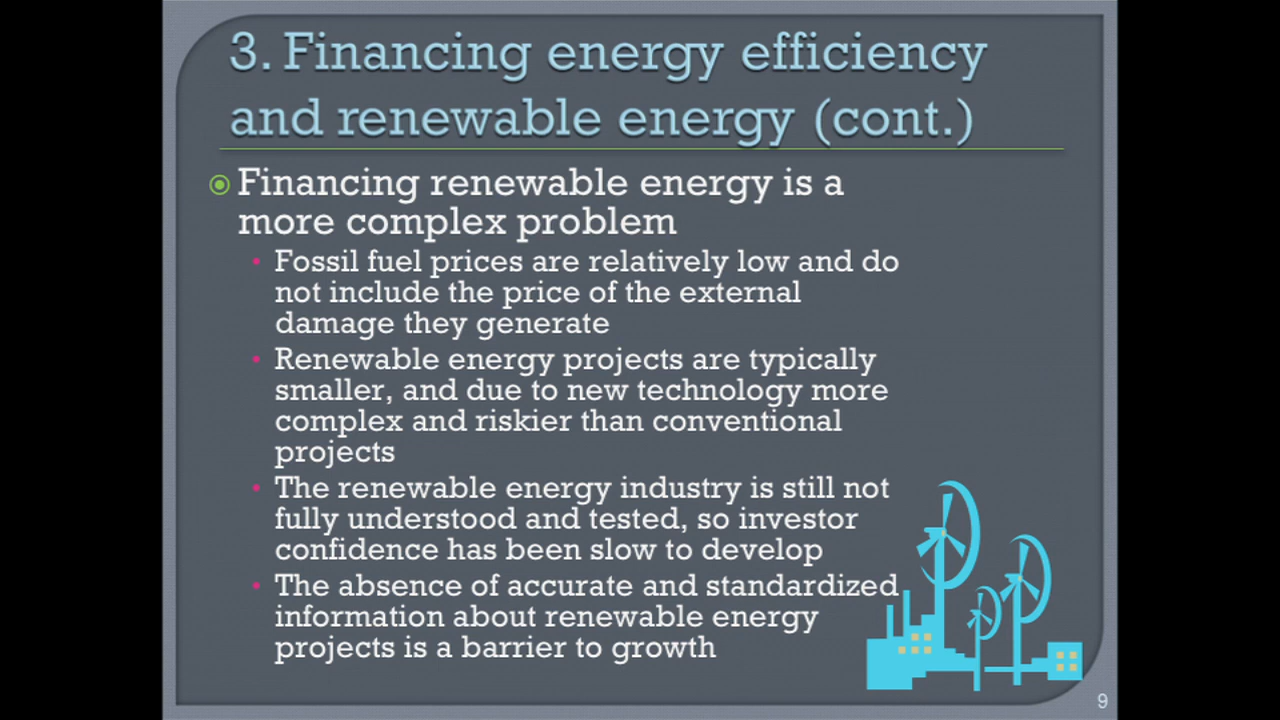 3. Financing energy efficiency
and renewable energy (cont.)
Financing renewable energy is a
more complex problem
Fossil fuel prices are relatively low and do
not include the price of the external
damage they generate
Renewable energy projects are typically
smaller, and due to new technology more
complex and riskier than conventional
projects
The renewable energy industry is still not
fully understood and tested, so investor
confidence has been slow to develop
The absence of accurate and standardized
information about renewable energy
projects is a barrier to growth
9